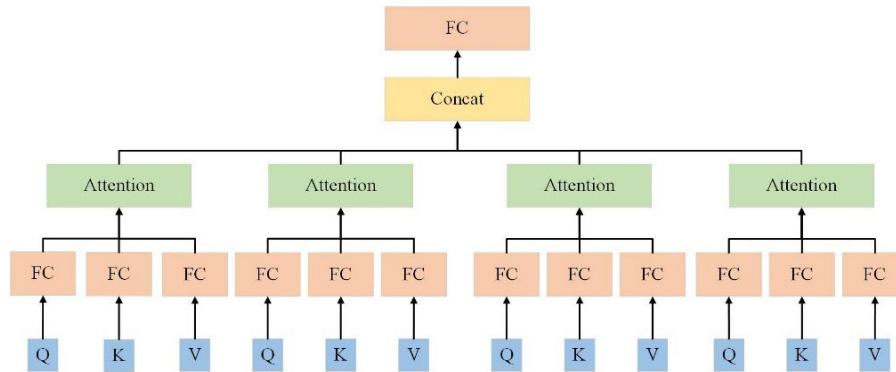 FC
Concat
Attention Attention Attention Attention
FC FC FC FC FC FC FC FC FC FC FC FC
Q K V Q K V Q K V Q K V